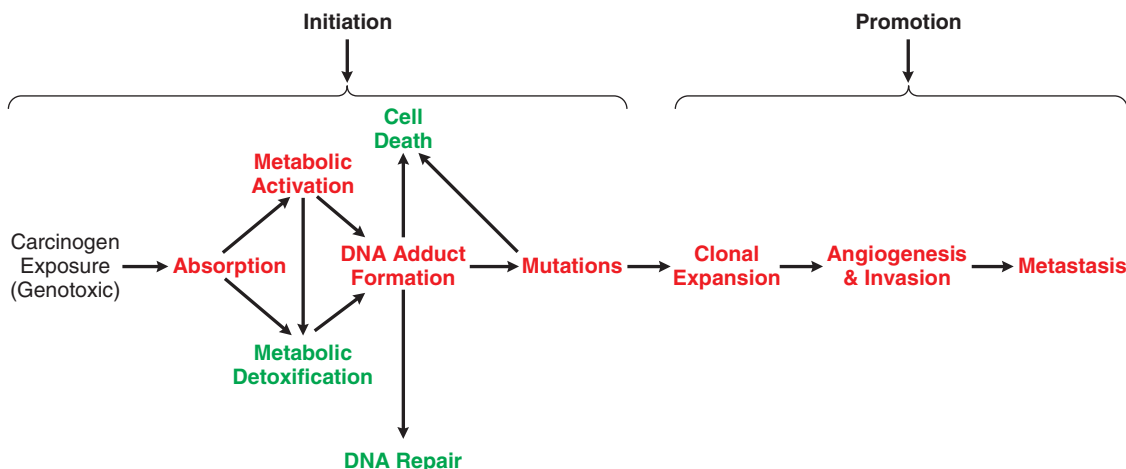 Initiation
Promotion
Cell
Death
Metabolic
Activation
Carcinogen
Exposure
(Genotoxic)
Absorption
DNA Adduct
Formation
Mutations
Clonal
Expansion
Angiogenesis
& Invasion
Metastasis
Metabolic
Detoxification
DNA Repair